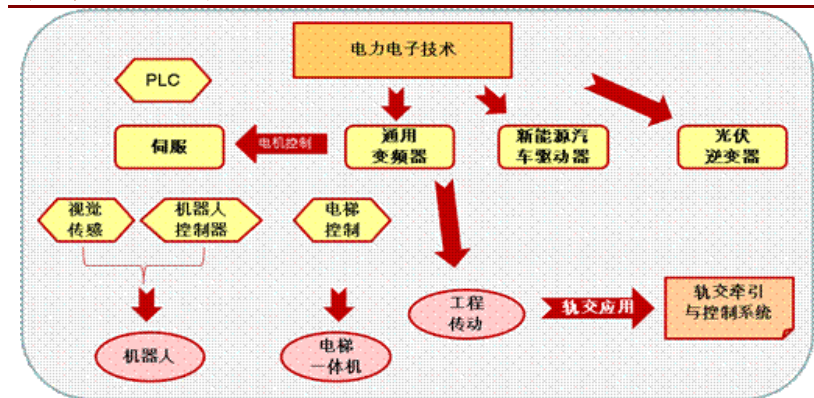 电力电子技术
PLC
伺服
电机控制
通用
变频器
新能源汽
车驱动器
光伏
逆变器
视觉
传感
机器人
控制器
电梯
控制
工程
传动
轨交应用
轨交牵引
与控制系统
机器人
电梯
一体机